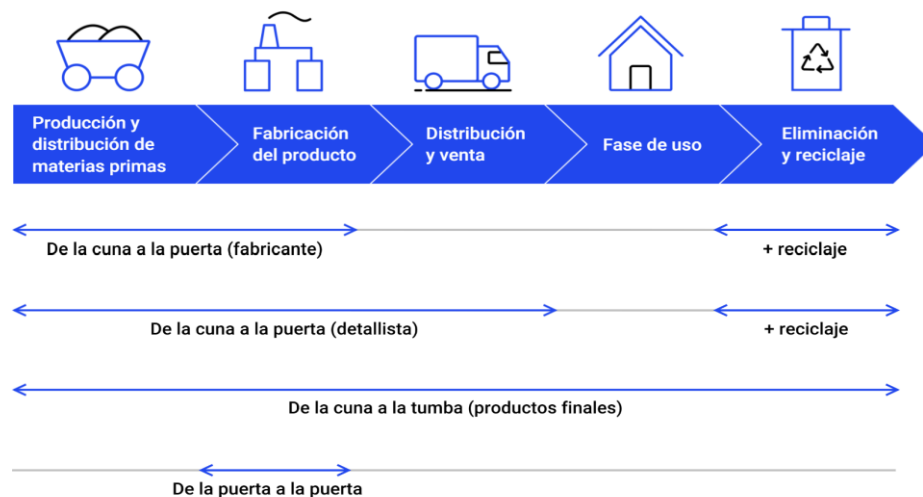 Producción y
distribución de
materias primas
Fabricación
del producto
Distribución
y venta
Fase de uso
Eliminación
y reciclaje
De la cuna a la puerta (fabricante)
+ reciclaje
De la cuna a la puerta (detallista)
+ reciclaje
De la cuna a la tumba (productos finales)
De la puerta a la puerta